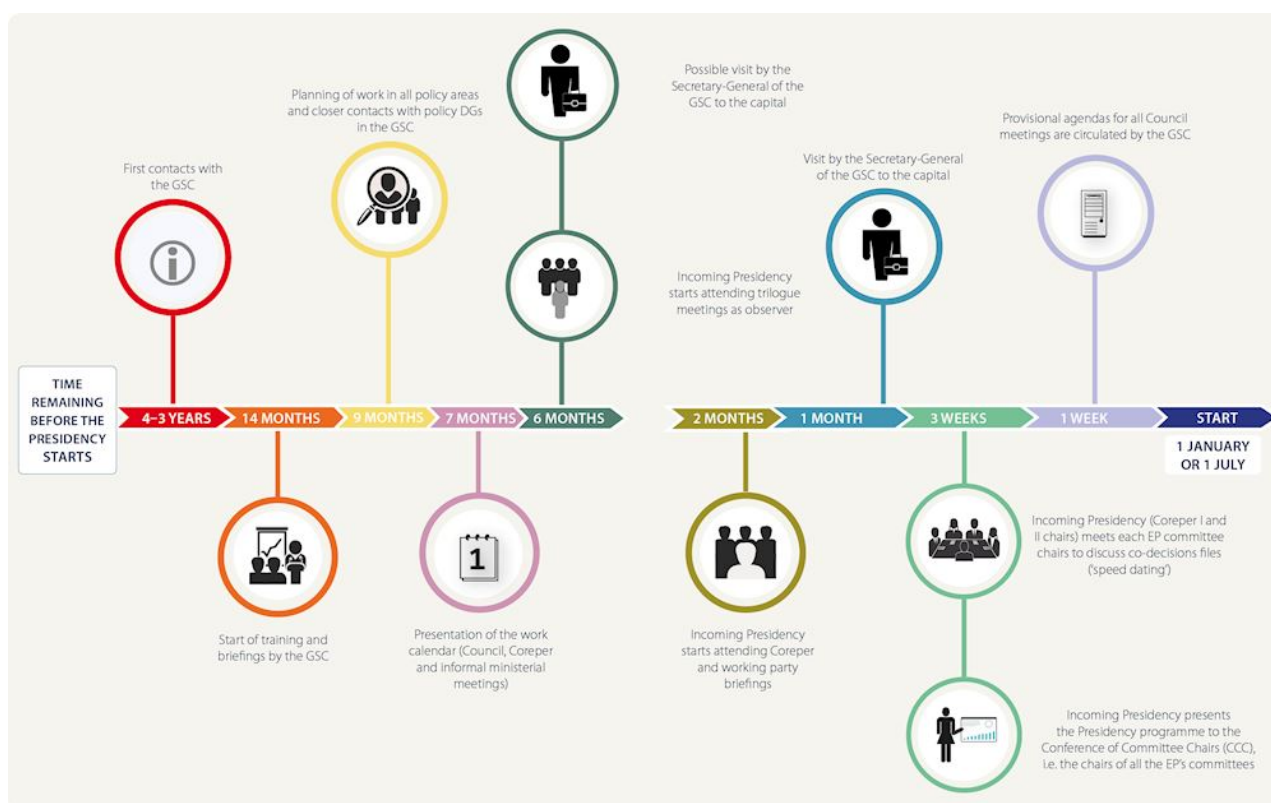 Possible visit by the
Secretary-General of the
GSC to the capital
Planning of work in all policy areas
and closer contacts with policy DGs
in the GSC
Provisional agendas for all Council
meetings are circulated by the GSC
First contacts with
the GSC
Visit by the Secretary-General
of the GSC to the capital
Incoming Presidency
starts attending trilogue
meetings as observer
TIME
REMAINING
BEFORE THE
PRESIDENCY
STARTS
4–3 YEARS
14 MONTHS
9 MONTHS
7 MONTHS
6 MONTHS
2 MONTHS
1 MONTH
3 WEEKS
1 WEEK
START
1 JANUARY
OR 1 JULY
1
Start of training and
briefings by the GSC
Presentation of the work
calendar (Council, Coreper
and informal ministerial
meetings)
Incoming Presidency
starts attending Coreper
and working party
briefings
Incoming Presidency (Coreper I and
II chairs) meets each EP committee
chairs to discuss co-decisions files
('speed dating')
Incoming Presidency presents
the Presidency programme to the
Conference of Committee Chairs (CCC),
i.e. the chairs of all the EP's committees